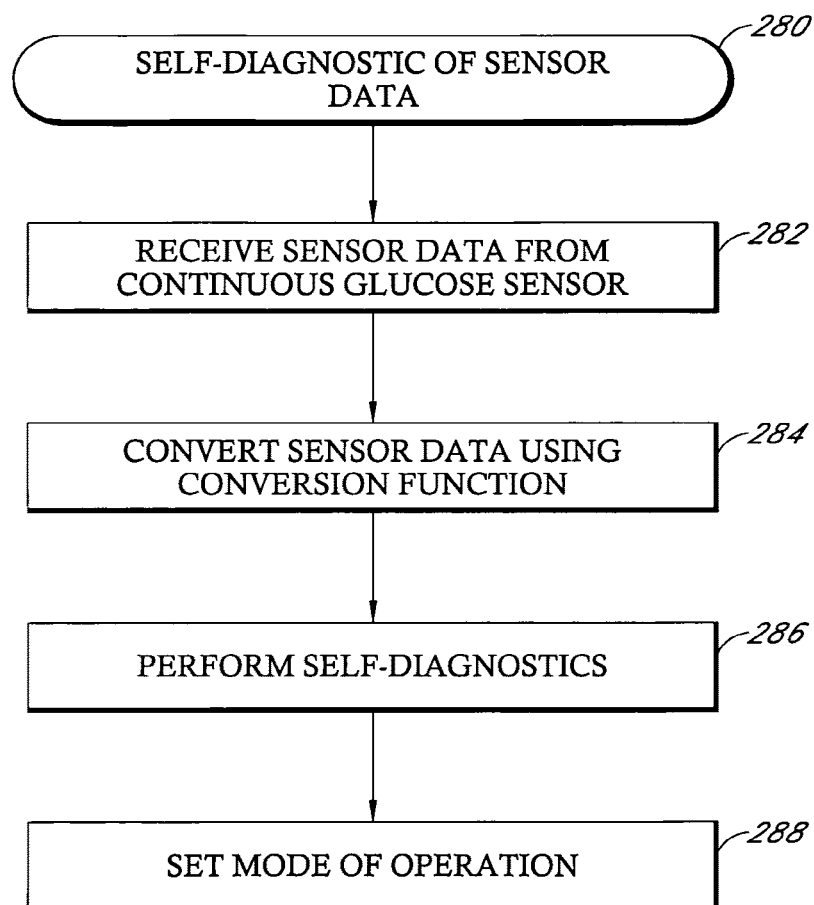 280
SELF-DIAGNOSTIC OF SENSOR
DATA
282
RECEIVE SENSOR DATA FROM
CONTINUOUS GLUCOSE SENSOR
284
CONVERT SENSOR DATA USING
CONVERSION FUNCTION
286
PERFORM SELF-DIAGNOSTICS
288
SET MODE OF OPERATION